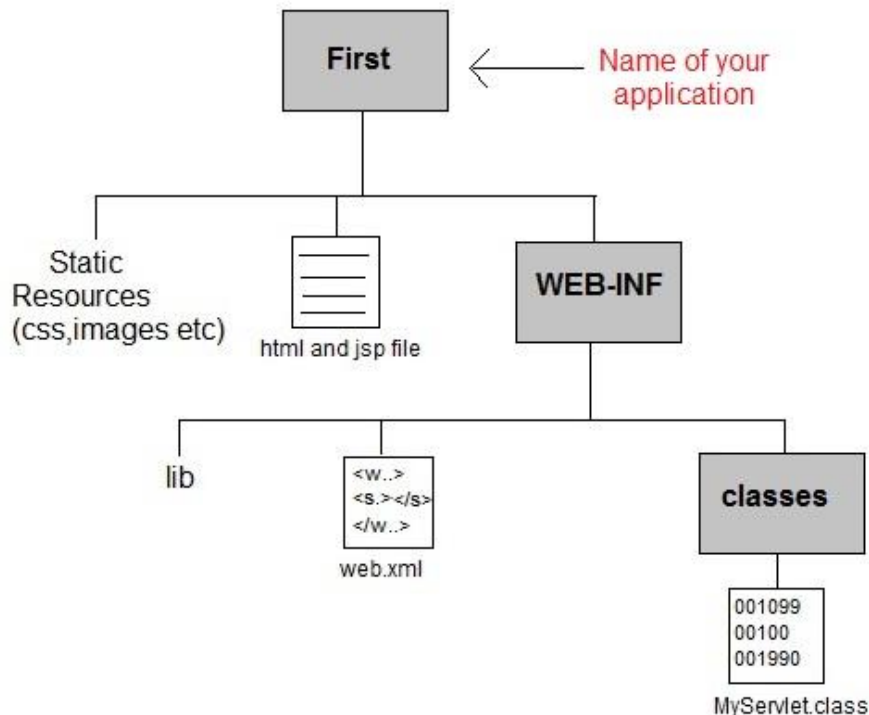 First
Name of your
application
Static
Resources
(css,images etc)
html and jsp file
WEB-INF
lib
<w..>
<s.></s>
</w..>
web.xml
classes
001099
00100
001990
MyServlet.class